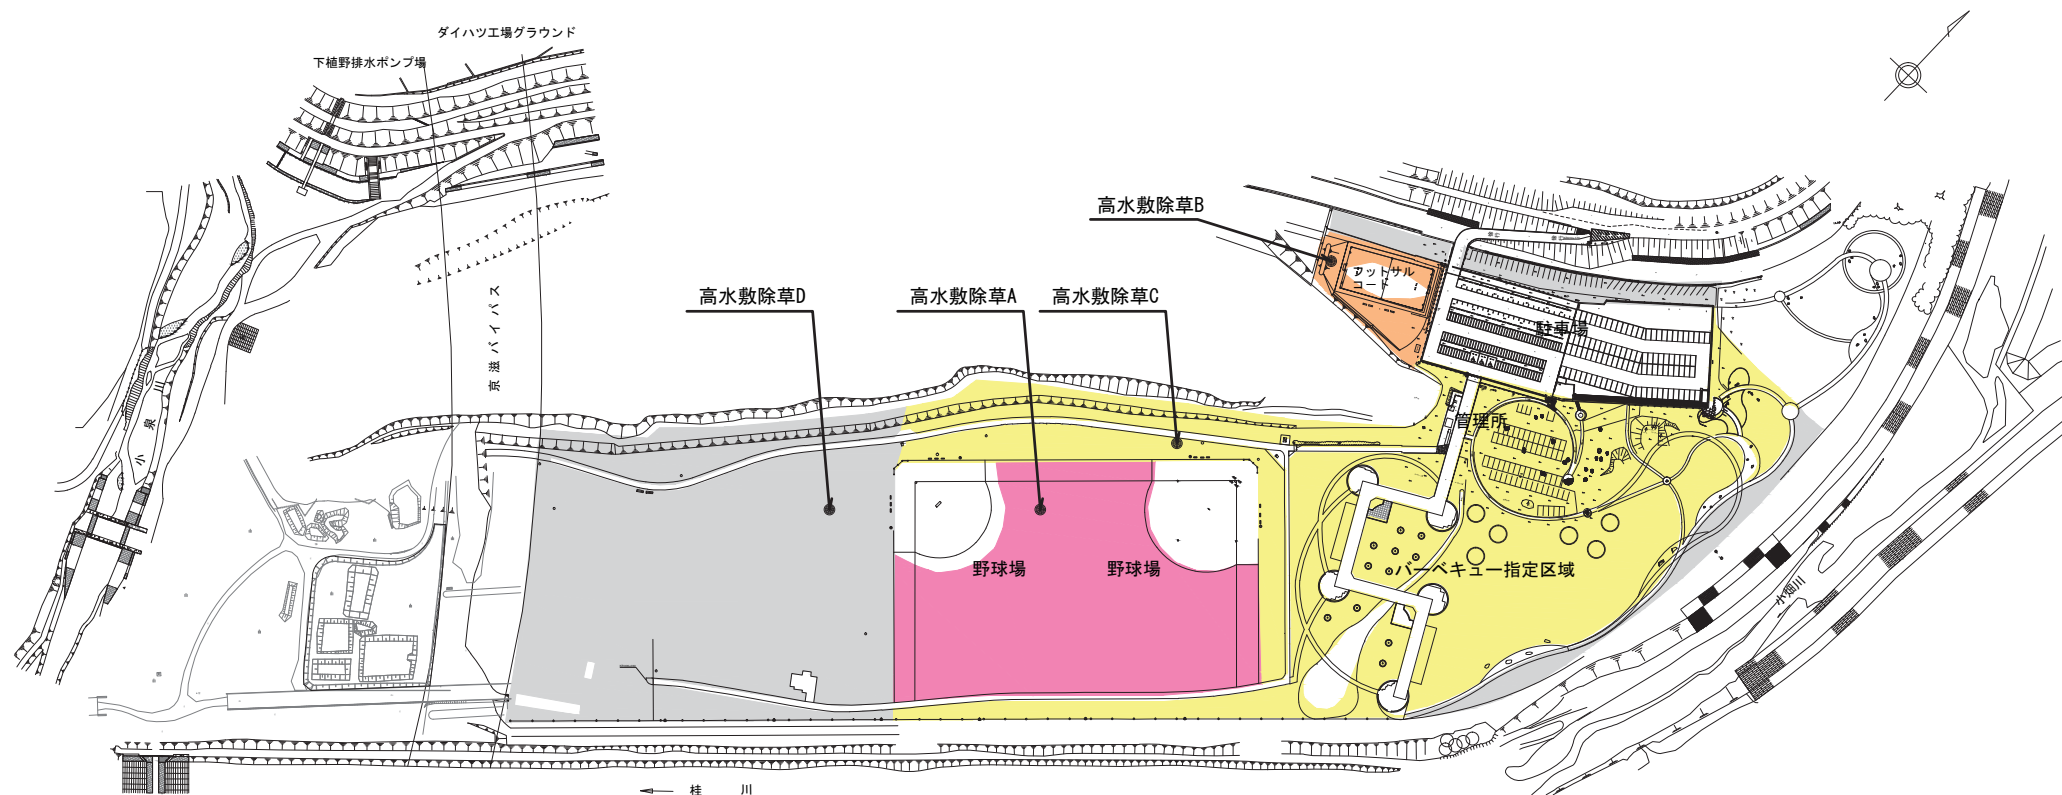 ダイハツ工場グラウンド
下植野排水ポンプ場
高水敷除草B
フットサル
コート
高水敷除草D
高水敷除草A
高水敷除草C
京滋バイパス
駐車場
管理所
小泉川
野球場
野球場
バーベキュー指定区域
小畑川
桂川